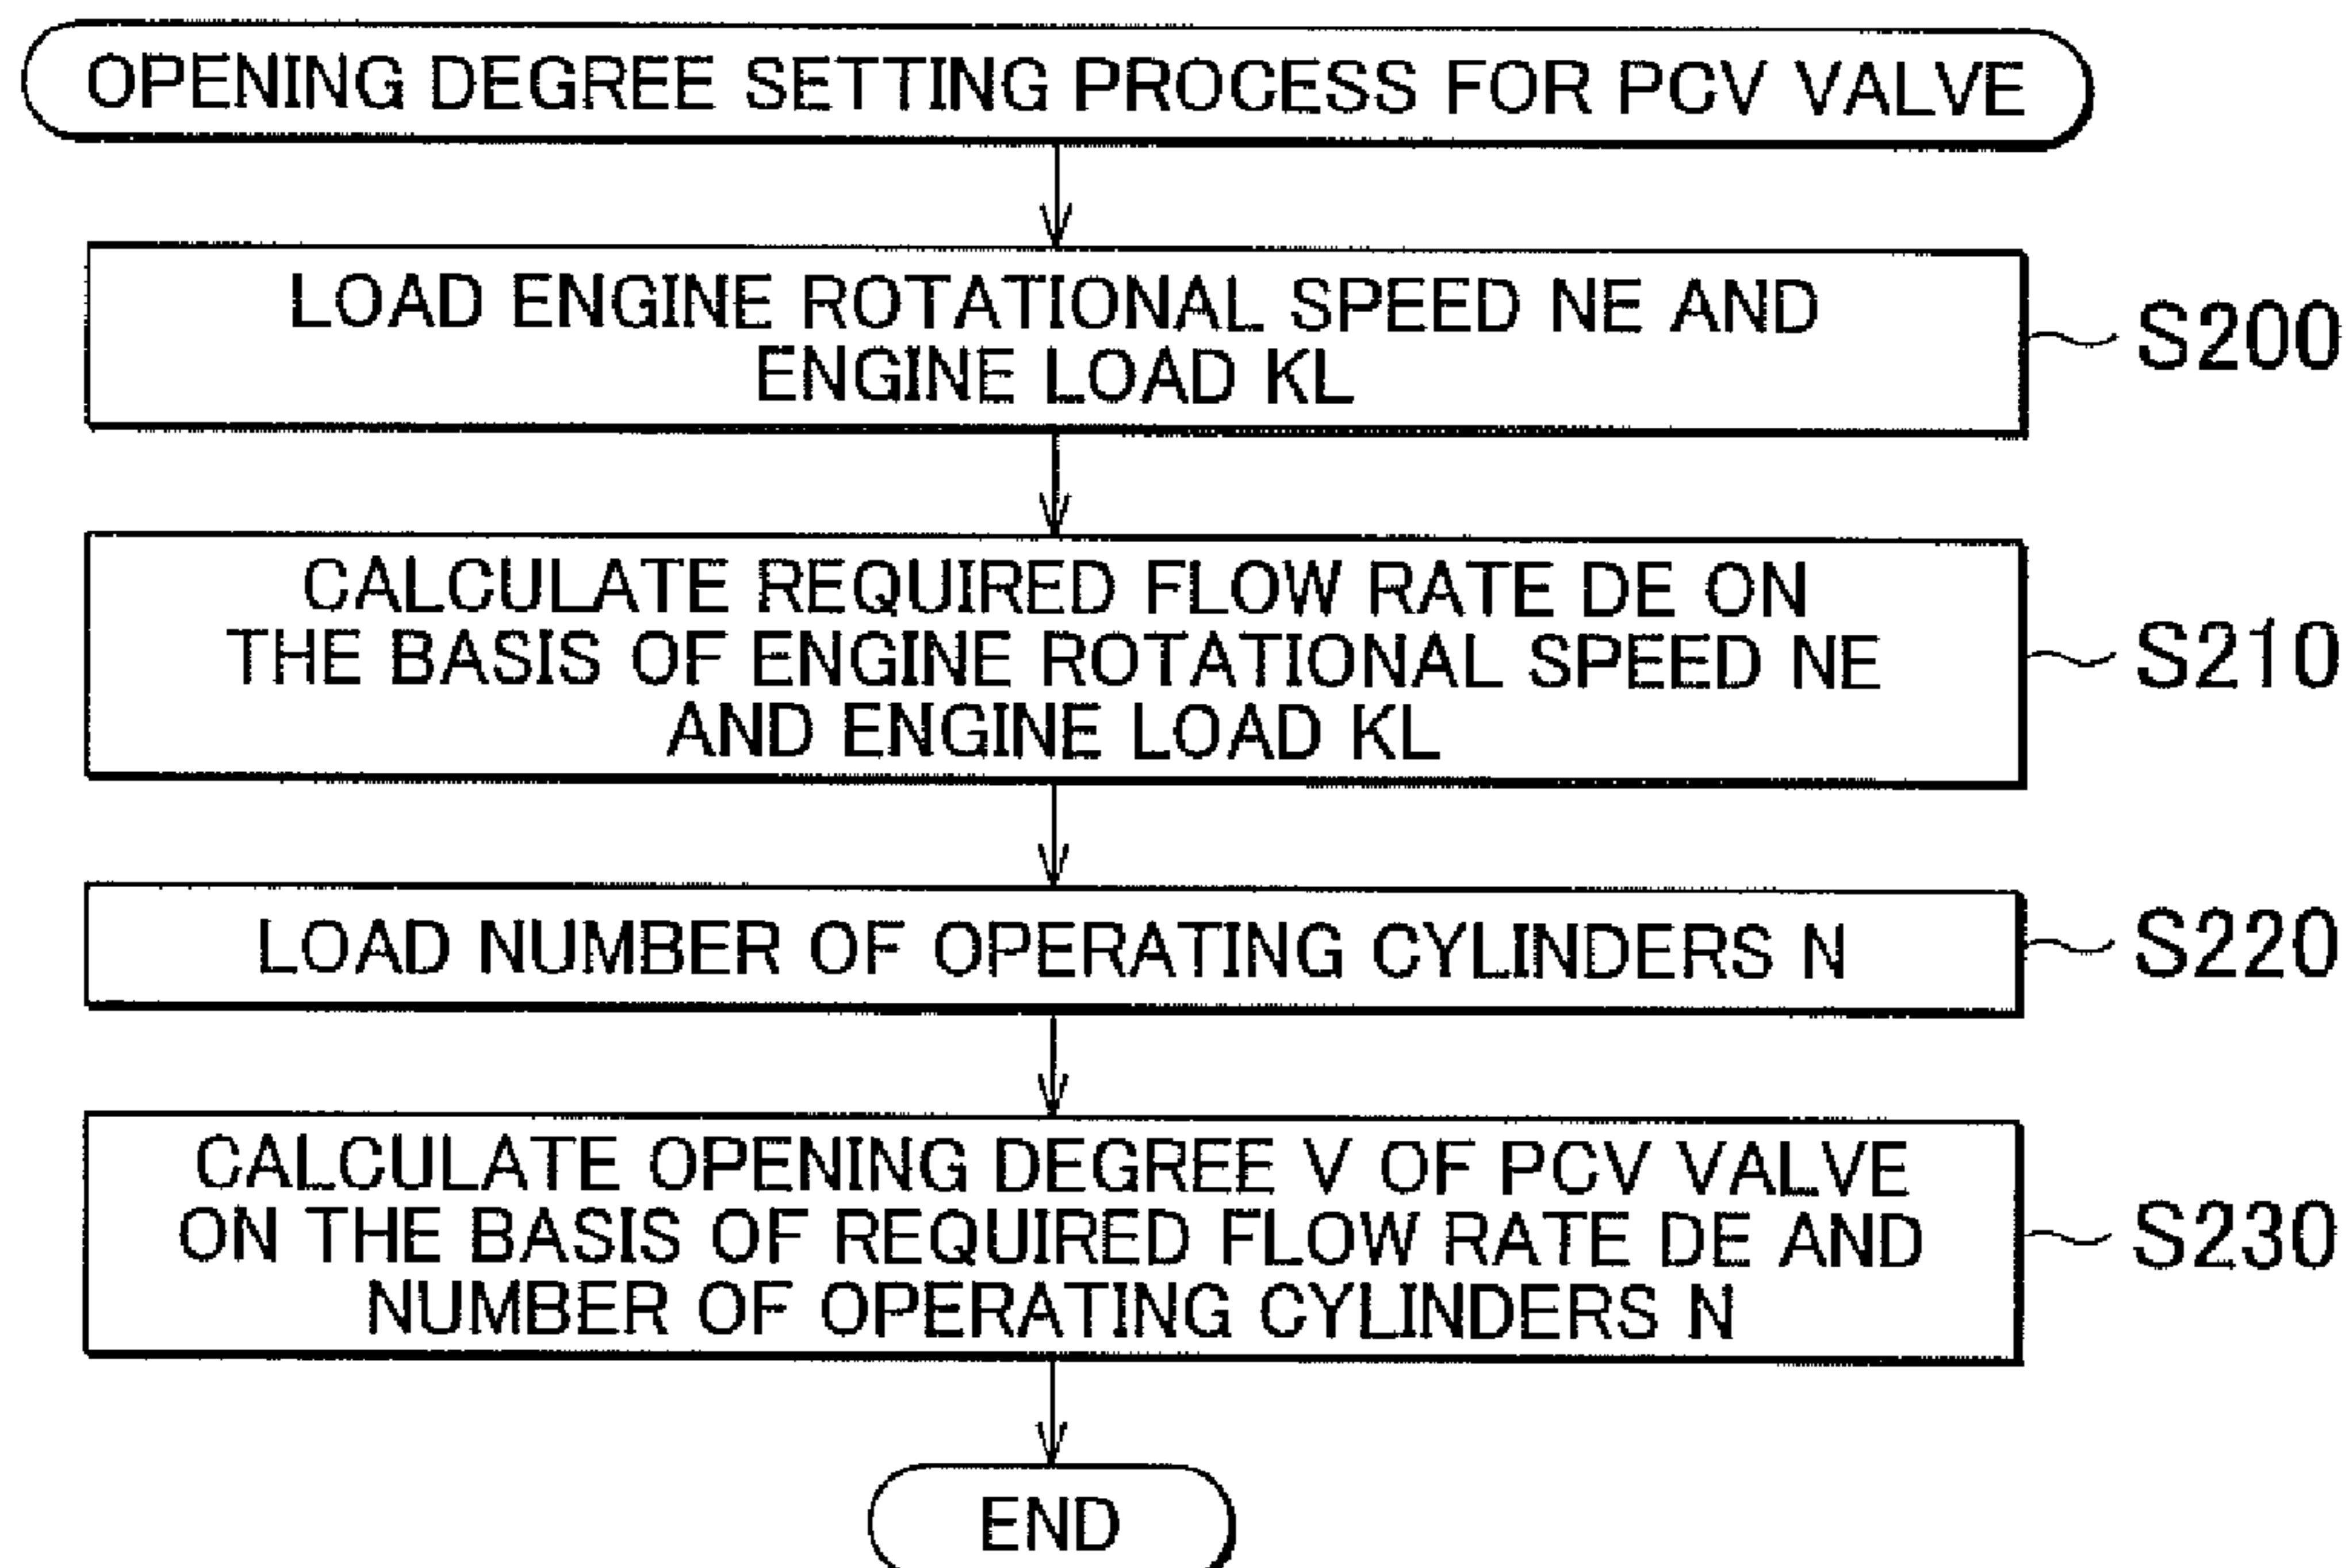 OPENING DEGREE SETTING PROCESS FOR PCV VALVE
LOAD ENGINE ROTATIONAL SPEED NE AND
ENGINE LOAD KL
S200
CALCULATE REQUIRED FLOW RATE DE ON
THE BASIS OF ENGINE ROTATIONAL SPEED NE
AND ENGINE LOAD KL
S210
LOAD NUMBER OF OPERATING CYLINDERS N
S220
CALCULATE OPENING DEGREE V OF PCV VALVE
ON THE BASIS OF REQUIRED FLOW RATE DE AND
NUMBER OF OPERATING CYLINDERS N
S230
END